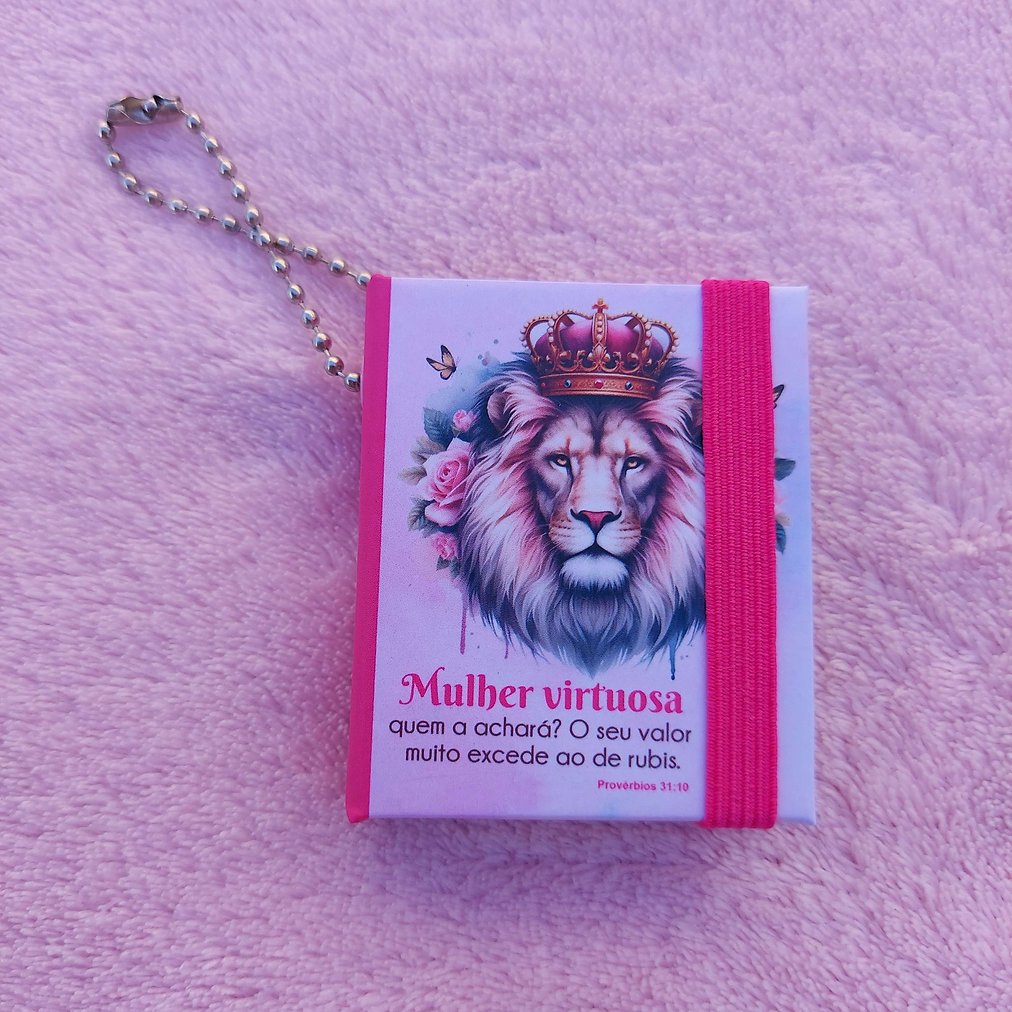 Mulher virtuosa
quem a achará? O seu valor
muito excede ao de rubis.
Provérbios 31:10